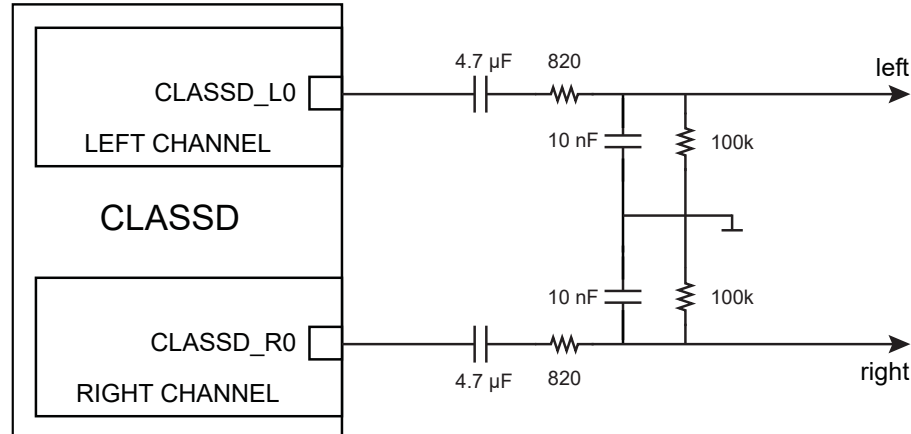 4.7 µF 820
left
CLASSD_L0
10 nF 100k
LEFT CHANNEL
CLASSD
10 nF 100k
CLASSD_R0
right
4.7 µF 820
RIGHT CHANNEL